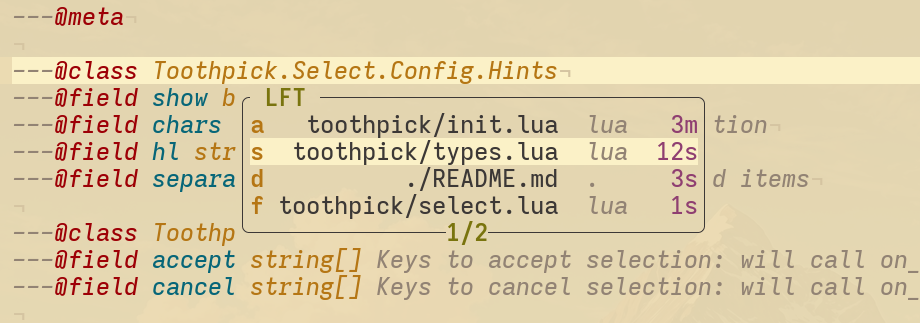 ---@meta¬
¬
---@class Toothpick.Select.Config.Hints¬
---@field show b LFT
---@field chars a toothpick/init.lua lua 3m tion¬
---@field hl str s toothpick/types.lua lua 12s
---@field separa d ./README.md . 3s d items¬
¬ f toothpick/select.lua lua 1s
---@class Toothp 1/2
---@field accept string[] Keys to accept selection: will call on_
---@field cancel string[] Keys to cancel selection: will call on_
¬